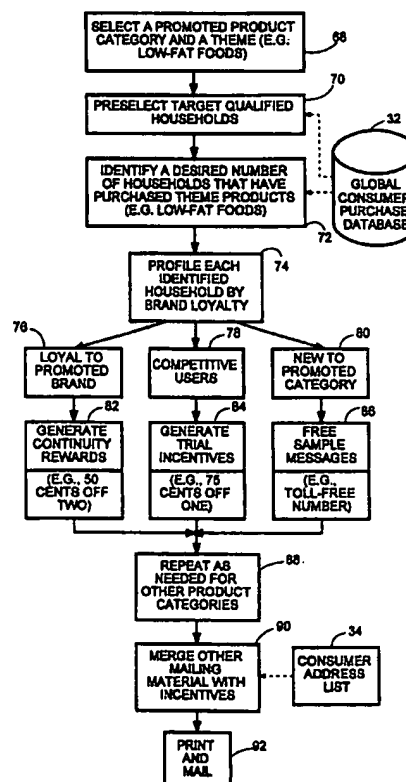 SELECT A PROMOTED PRODUCT
CATEGORY AND A THEME (E.G.
LOW-FAT FOODS)
68
70
PRESELECT TARGET QUALIFIED
HOUSEHOLDS
32
IDENTIFY A DESIRED NUMBER
OF HOUSEHOLDS THAT HAVE
PURCHASED THEME PRODUCTS
(E.G. LOW-FAT FOODS)
GLOBAL
CONSUMER
PURCHASE
DATABASE
72
74
PROFILE EACH
IDENTIFIED
HOUSEHOLD BY
BRAND LOYALTY
76
78
80
LOYAL TO
PROMOTED
BRAND
COMPETITIVE
USERS
NEW TO
PROMOTED
CATEGORY
82
84
86
GENERATE
CONTINUITY
REWARDS
(E.G., 50
CENTS OFF
TWO)
GENERATE
TRIAL
INCENTIVES
(E.G., 75
CENTS OFF
ONE)
FREE
SAMPLE
MESSAGES
(E.G.,
TOLL-FREE
NUMBER)
88
REPEAT AS
NEEDED FOR
OTHER PRODUCT
CATEGORIES
90
34
MERGE OTHER
MAILING
MATERIAL WITH
INCENTIVES
CONSUMER
ADDRESS
LIST
PRINT
AND
MAIL
92